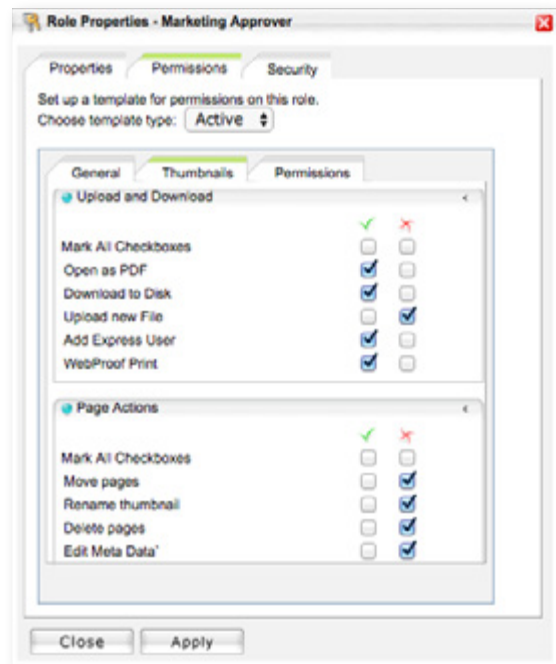 Role Properties - Marketing Approver
Properties Permissions Security
Set up a template for permissions on this role.
Choose template type: Active
General Thumbnails Permissions
Upload and Download
Mark All Checkboxes
Open as PDF
Download to Disk
Upload new File
Add Express User
WebProof Print
Page Actions
Mark All Checkboxes
Move pages
Rename thumbnail
Delete pages
Edit Meta Data'
Close Apply